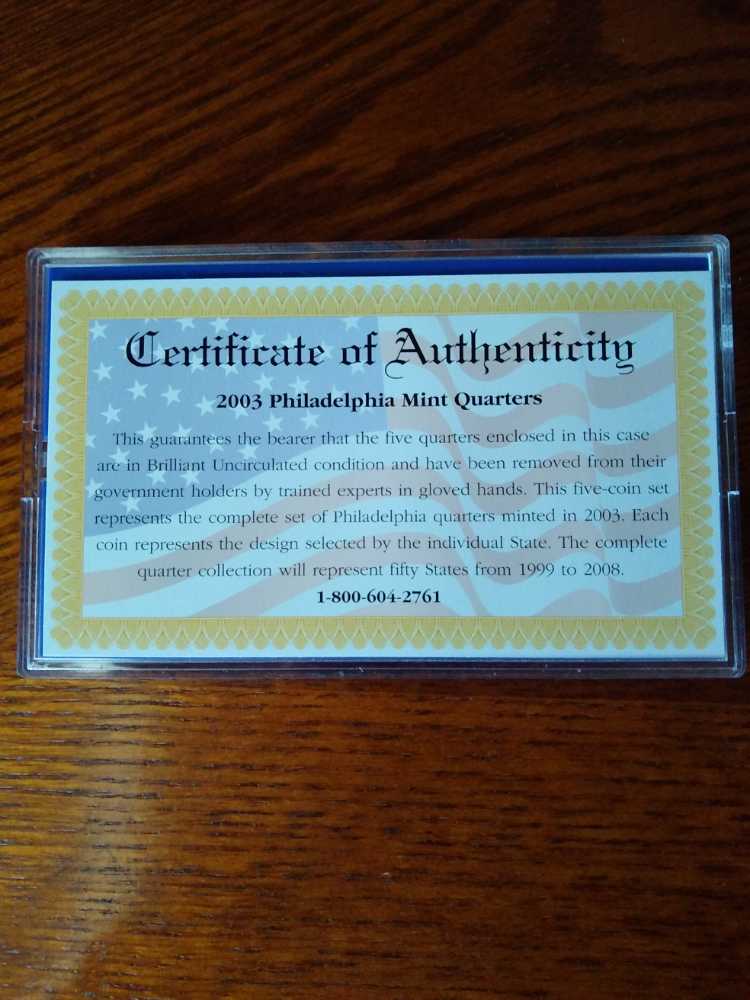 Certificate of Authenticity
2003 Philadelphia Mint Quarters
This guarantees the bearer that the five quarters enclosed in this case
are in Brilliant Uncirculated condition and have been removed from their
government holders by trained experts in gloved hands. This five-coin set
represents the complete set of Philadelphia quarters minted in 2003. Each
coin represents the design selected by the individual State. The complete
quarter collection will represent fifty States from 1999 to 2008.
1-800-604-2761